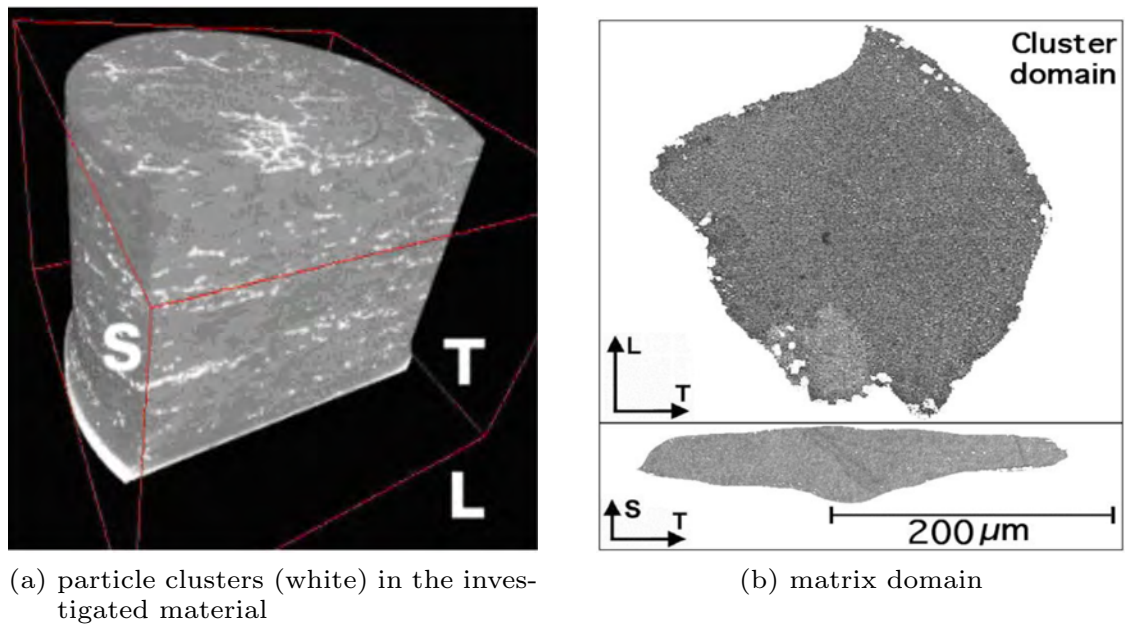 S
T
L
Cluster
domain
L
T
S
T
200 µm
(a) particle clusters (white) in the inves-
tigated material
(b) matrix domain